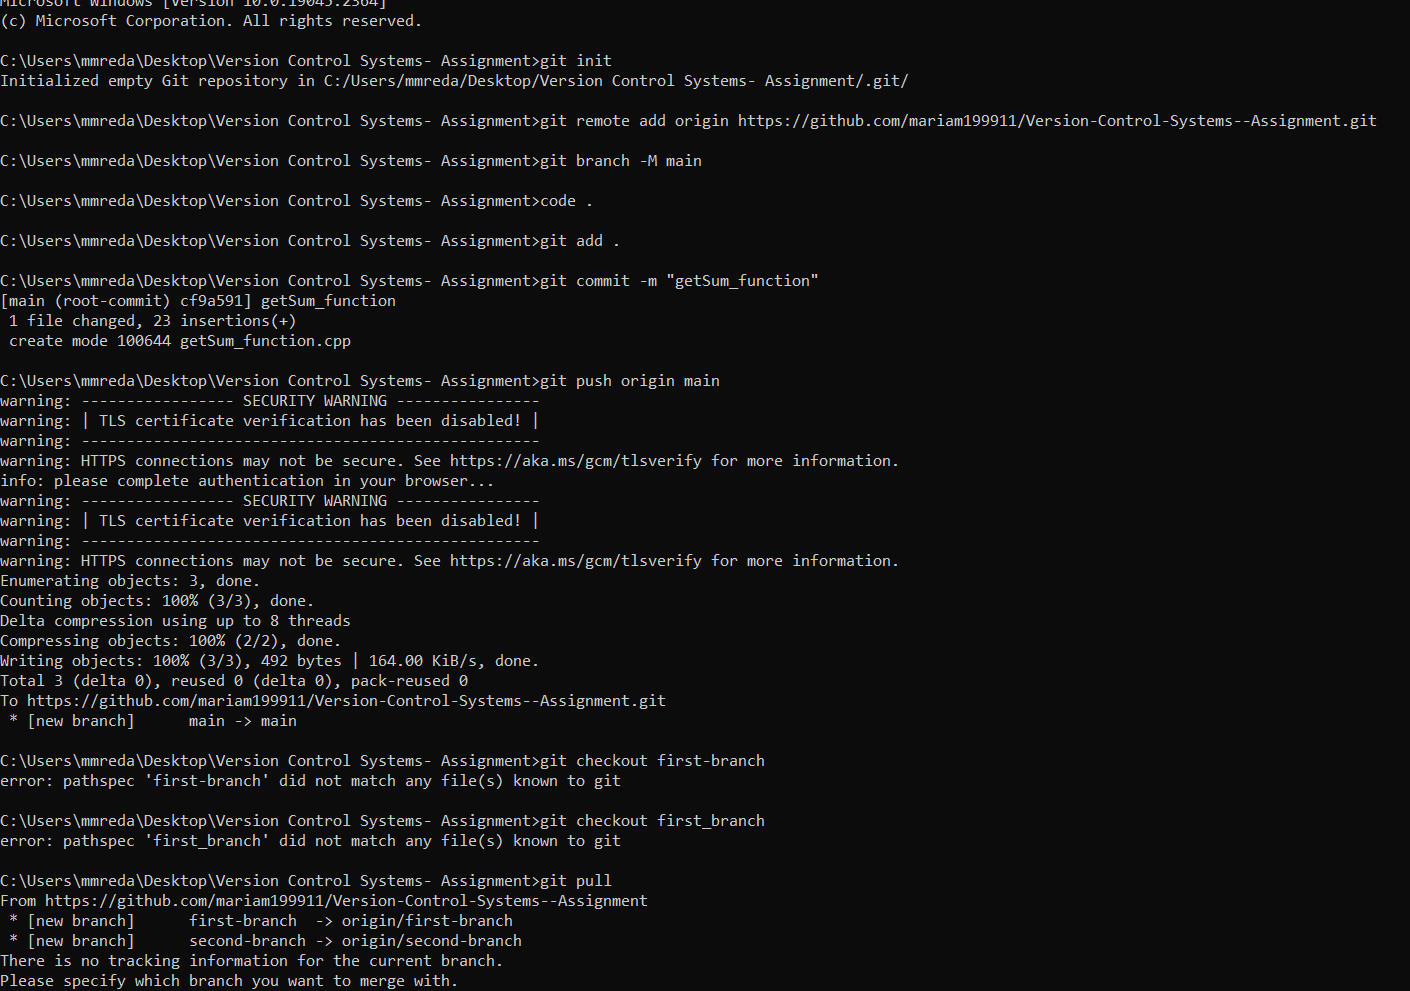 Microsoft Windows [Version 10.0.19045.2364]
(c) Microsoft Corporation. All rights reserved.
C:\Users\mmreda\Desktop\Version Control Systems- Assignment>git init
Initialized empty Git repository in C:/Users/mmreda/Desktop/Version Control Systems- Assignment/.git/
C:\Users\mmreda\Desktop\Version Control Systems- Assignment>git remote add origin https://github.com/mariam199911/Version-Control-Systems--Assignment.git
C:\Users\mmreda\Desktop\Version Control Systems- Assignment>git branch -M main
C:\Users\mmreda\Desktop\Version Control Systems- Assignment>code .
C:\Users\mmreda\Desktop\Version Control Systems- Assignment>git add .
C:\Users\mmreda\Desktop\Version Control Systems- Assignment>git commit -m "getSum_function"
[main (root-commit) cf9a591] getSum_function
 1 file changed, 23 insertions(+)
 create mode 100644 getSum_function.cpp
C:\Users\mmreda\Desktop\Version Control Systems- Assignment>git push origin main
warning: ----------------- SECURITY WARNING ----------------
warning: | TLS certificate verification has been disabled! |
warning: ---------------------------------------------------
warning: HTTPS connections may not be secure. See https://aka.ms/gcm/tlsverify for more information.
info: please complete authentication in your browser...
warning: ----------------- SECURITY WARNING ----------------
warning: | TLS certificate verification has been disabled! |
warning: ---------------------------------------------------
warning: HTTPS connections may not be secure. See https://aka.ms/gcm/tlsverify for more information.
Enumerating objects: 3, done.
Counting objects: 100% (3/3), done.
Delta compression using up to 8 threads
Compressing objects: 100% (2/2), done.
Writing objects: 100% (3/3), 492 bytes | 164.00 KiB/s, done.
Total 3 (delta 0), reused 0 (delta 0), pack-reused 0
To https://github.com/mariam199911/Version-Control-Systems--Assignment.git
 * [new branch]      main -> main
C:\Users\mmreda\Desktop\Version Control Systems- Assignment>git checkout first-branch
error: pathspec 'first-branch' did not match any file(s) known to git
C:\Users\mmreda\Desktop\Version Control Systems- Assignment>git checkout first_branch
error: pathspec 'first_branch' did not match any file(s) known to git
C:\Users\mmreda\Desktop\Version Control Systems- Assignment>git pull
From https://github.com/mariam199911/Version-Control-Systems--Assignment
 * [new branch]      first-branch  -> origin/first-branch
 * [new branch]      second-branch -> origin/second-branch
There is no tracking information for the current branch.
Please specify which branch you want to merge with.